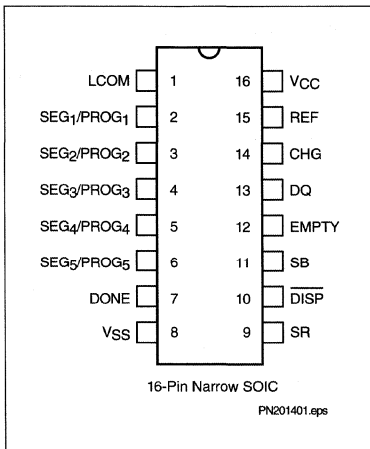 LCOM 1 16 VCC
SEG1/PROG1 2 15 REF
SEG2/PROG2 3 14 CHG
SEG3/PROG3 4 13 DQ
SEG4/PROG4 5 12 EMPTY
SEG5/PROG5 6 11 SB
DONE 7 10 DISP
VSS 8 9 SR
16-Pin Narrow SOIC
PN201401.eps